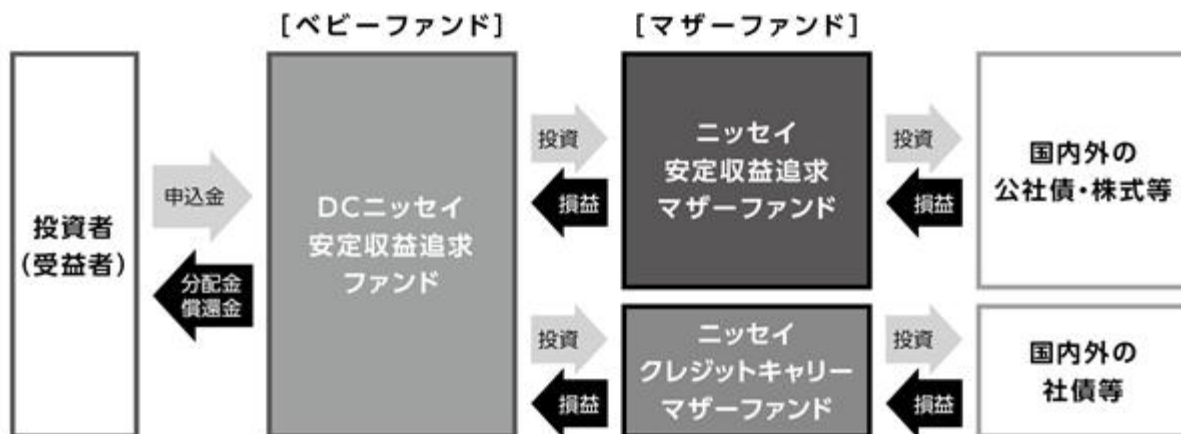 [ベビーファンド]
[マザーファンド]
投資者
(受益者)
申込金
分配金
償還金
DCニッセイ
安定収益追求
ファンド
投資
損益
ニッセイ
安定収益追求
マザーファンド
投資
損益
国内外の
公社債・株式等
投資
損益
ニッセイ
クレジットキャリー
マザーファンド
投資
損益
国内外の
社債等